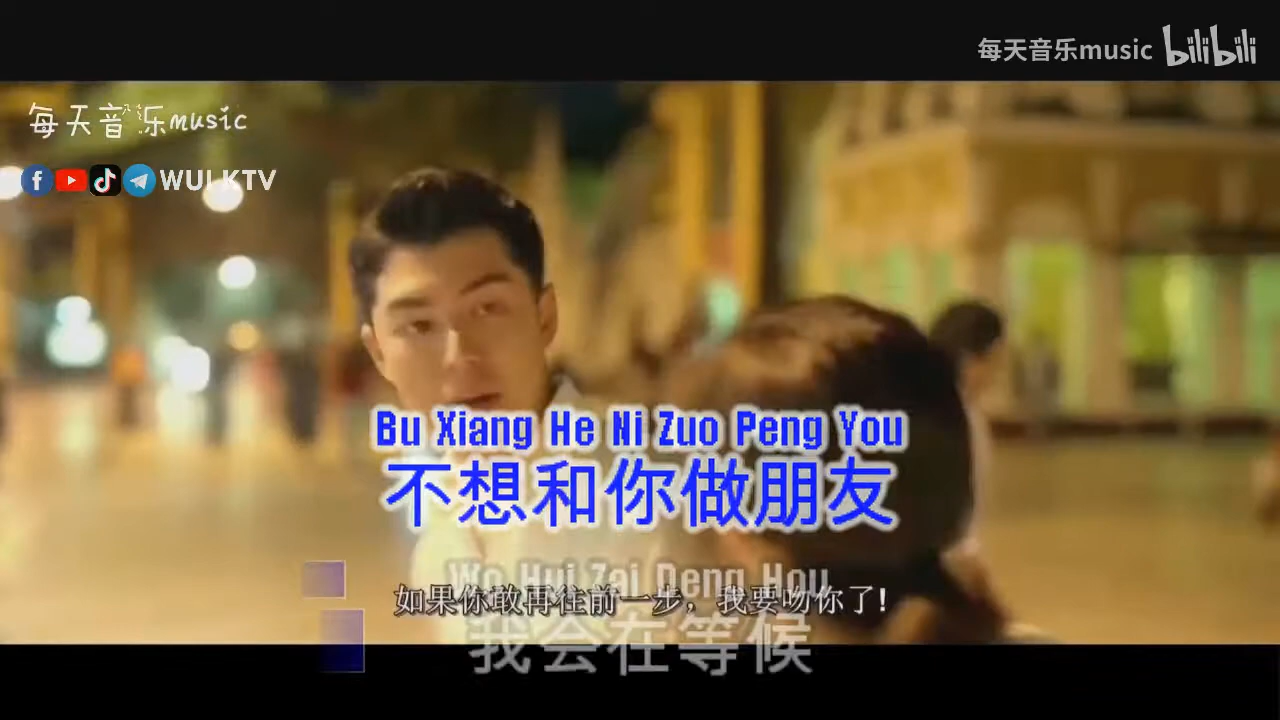 每天音乐music bilibili
每天音乐music
WUI KTV
Bu Xiang He Ni Zuo Peng You
不想和你做朋友
Wo Hui Zai Deng Hou
如果你敢再往前一步，我要吻你了!
我会在等候